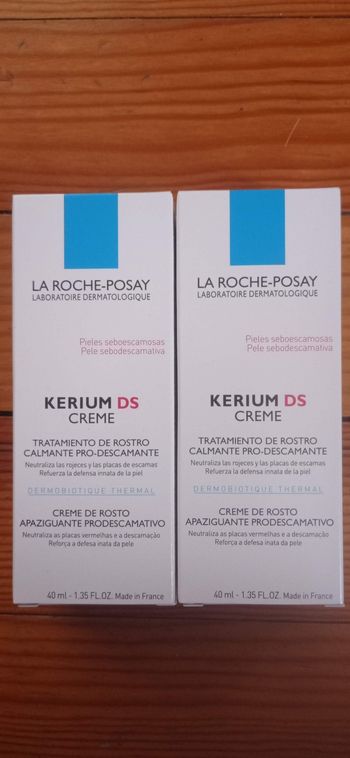 LA ROCHE-POSAY
LABORATOIRE DERMATOLOGIQUE
Pieles seboescamosas
Pele sebodescamativa
KERIUM DS
CREME
TRATAMIENTO DE ROSTRO
CALMANTE PRO-DESCAMANTE
Neutraliza las rojeces y las placas de escamas
Refuerza la defensa innata de la piel
DERMOBIOTIQUE THERMAL
CREME DE ROSTO
APAZIGUANTE PRODESCAMATIVO
Neutraliza as placas vermelhas e a descamação
Reforça a defesa inata da pele
40 ml - 1.35 FL.OZ. Made in France
LA ROCHE-POSAY
LABORATOIRE DERMATOLOGIQUE
Pieles seboescamosas
Pele sebodescamativa
KERIUM DS
CREME
TRATAMIENTO DE ROSTRO
CALMANTE PRO-DESCAMANTE
Neutraliza las rojeces y las placas de escamas
Refuerza la defensa innata de la piel
DERMOBIOTIQUE THERMAL
CREME DE ROSTO
APAZIGUANTE PRODESCAMATIVO
Neutraliza as placas vermelhas e a descamação
Reforça a defesa inata da pele
40 ml - 1.35 FL.OZ. Made in France